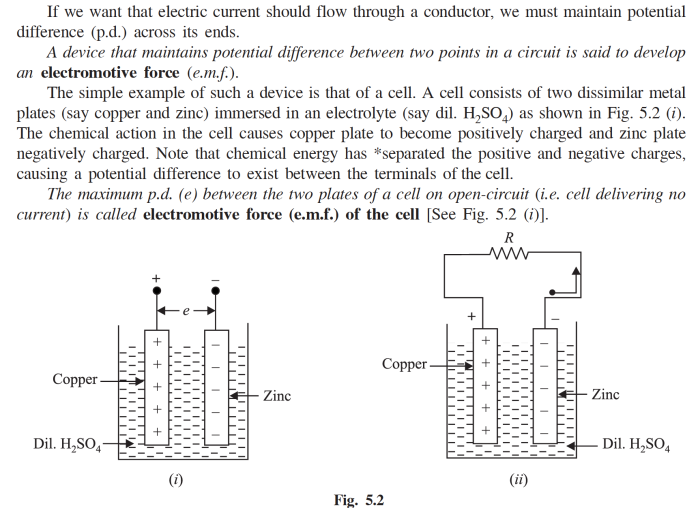 If we want that electric current should flow through a conductor, we must maintain potential
difference (p.d.) across its ends.
A device that maintains potential difference between two points in a circuit is said to develop
an electromotive force (e.m.f.).
The simple example of such a device is that of a cell. A cell consists of two dissimilar metal
plates (say copper and zinc) immersed in an electrolyte (say dil. H₂SO₄) as shown in Fig. 5.2 (i).
The chemical action in the cell causes copper plate to become positively charged and zinc plate
negatively charged. Note that chemical energy has *separated the positive and negative charges,
causing a potential difference to exist between the terminals of the cell.
The maximum p.d. (e) between the two plates of a cell on open-circuit (i.e. cell delivering no
current) is called electromotive force (e.m.f.) of the cell [See Fig. 5.2 (i)].
+ −
e
+ −
+ −
+ −
+ −
+ −
Copper
Zinc
Dil. H₂SO₄
(i)
R
+ −
+ −
+ −
+ −
+ −
+ −
Copper
Zinc
Dil. H₂SO₄
(ii)
Fig. 5.2